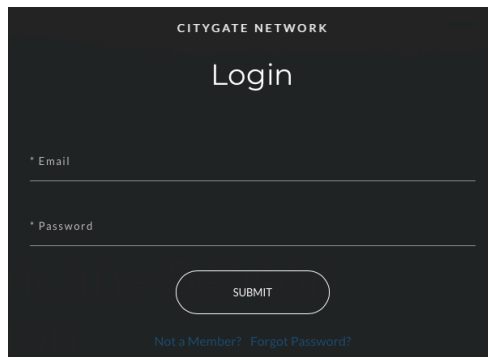 CITYGATE NETWORK
Login
* Email
* Password
SUBMIT
Not a Member? Forgot Password?